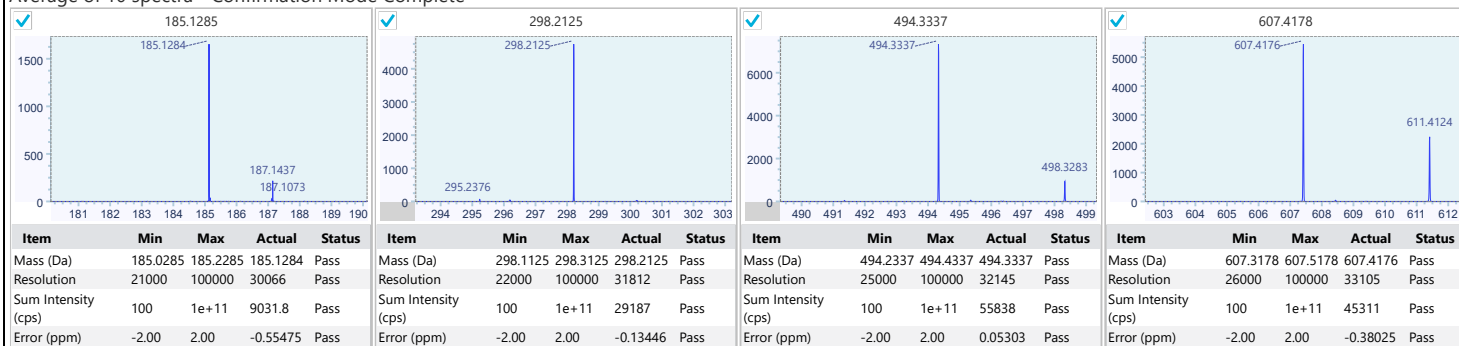 Average of 10 spectra - Confirmation Mode Complete
185.1285
1500
1000
500
0
185.1284
187.1437
187.1073
181 182 183 184 185 186 187 188 189 190
Item Min Max Actual Status
Mass (Da) 185.0285 185.2285 185.1284 Pass
Resolution 21000 100000 30066 Pass
Sum Intensity (cps) 100 1e+11 9031.8 Pass
Error (ppm) -2.00 2.00 -0.55475 Pass
298.2125
4000
3000
2000
1000
0
298.2125
295.2376
294 295 296 297 298 299 300 301 302 303
Item Min Max Actual Status
Mass (Da) 298.1125 298.3125 298.2125 Pass
Resolution 22000 100000 31812 Pass
Sum Intensity (cps) 100 1e+11 29187 Pass
Error (ppm) -2.00 2.00 -0.13446 Pass
494.3337
6000
4000
2000
0
494.3337
498.3283
490 491 492 493 494 495 496 497 498 499
Item Min Max Actual Status
Mass (Da) 494.2337 494.4337 494.3337 Pass
Resolution 25000 100000 32145 Pass
Sum Intensity (cps) 100 1e+11 55838 Pass
Error (ppm) -2.00 2.00 0.05303 Pass
607.4178
5000
4000
3000
2000
1000
0
607.4176
611.4124
603 604 605 606 607 608 609 610 611 612
Item Min Max Actual Status
Mass (Da) 607.3178 607.5178 607.4176 Pass
Resolution 26000 100000 33105 Pass
Sum Intensity (cps) 100 1e+11 45311 Pass
Error (ppm) -2.00 2.00 -0.38025 Pass